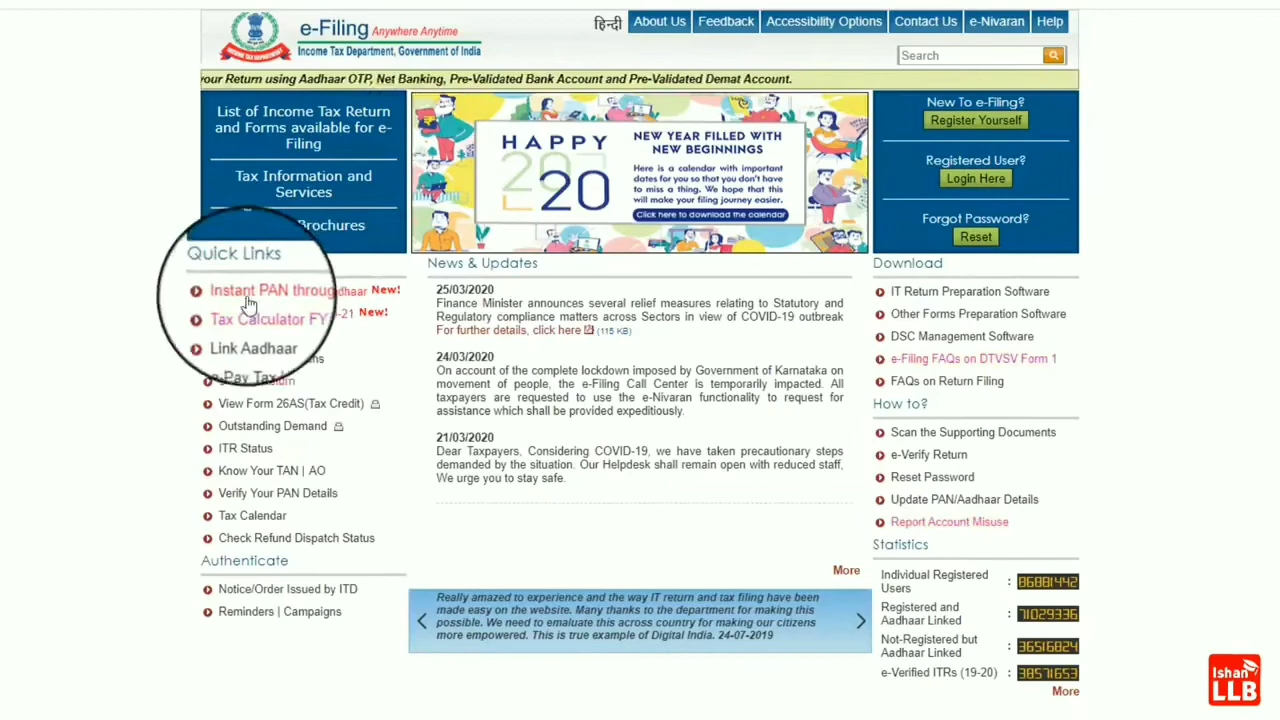 e-Filing Anywhere Anytime
Income Tax Department, Government of India
हिन्दी About Us Feedback Accessibility Options Contact Us e-Nivaran Help
Search
your Return using Aadhaar OTP, Net Banking, Pre-Validated Bank Account and Pre-Validated Demat Account.
List of Income Tax Return
and Forms available for e-
Filing
Tax Information and
Services
Brochures
Quick Links
Instant PAN throug dhaar New!
Tax Calculator FY -21 New!
Link Aadhaar
e-Pay Tax
View Form 26AS(Tax Credit)
Outstanding Demand
ITR Status
Know Your TAN | AO
Verify Your PAN Details
Tax Calendar
Check Refund Dispatch Status
Authenticate
Notice/Order Issued by ITD
Reminders | Campaigns
HAPPY
2020
NEW YEAR FILLED WITH
NEW BEGINNINGS
Here is a calendar with important
dates for you so that you don't have
to miss a thing. We hope that this
will make your filing journey easier.
Click here to download the calendar
News & Updates
25/03/2020
Finance Minister announces several relief measures relating to Statutory and
Regulatory compliance matters across Sectors in view of COVID-19 outbreak
For further details, click here (115 KB)
24/03/2020
On account of the complete lockdown imposed by Government of Karnataka on
movement of people, the e-Filing Call Center is temporarily impacted. All
taxpayers are requested to use the e-Nivaran functionality to request for
assistance which shall be provided expeditiously.
21/03/2020
Dear Taxpayers, Considering COVID-19, we have taken precautionary steps
demanded by the situation. Our Helpdesk shall remain open with reduced staff,
We urge you to stay safe.
More
Really amazed to experience and the way IT return and tax filing have been
made easy on the website. Many thanks to the department for making this
possible. We need to emaluate this across country for making our citizens
more empowered. This is true example of Digital India. 24-07-2019
New To e-Filing?
Register Yourself
Registered User?
Login Here
Forgot Password?
Reset
Download
IT Return Preparation Software
Other Forms Preparation Software
DSC Management Software
e-Filing FAQs on DTVSV Form 1
FAQs on Return Filing
How to?
Scan the Supporting Documents
e-Verify Return
Reset Password
Update PAN/Aadhaar Details
Report Account Misuse
Statistics
Individual Registered
Users : 86881442
Registered and
Aadhaar Linked : 71029336
Not-Registered but
Aadhaar Linked : 36516824
e-Verified ITRs (19-20) : 38571653
More
Ishan
LLB